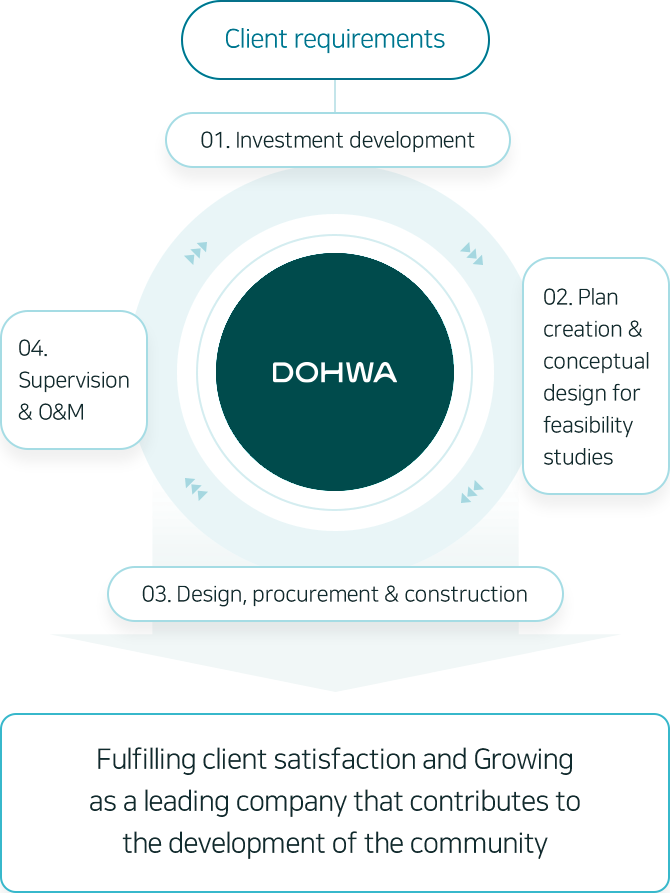 Client requirements
01. Investment development
02. Plan
creation &
conceptual
design for
feasibility
studies
04.
Supervision
& O&M
DOHWA
03. Design, procurement & construction
Fulfilling client satisfaction and Growing
as a leading company that contributes to
the development of the community